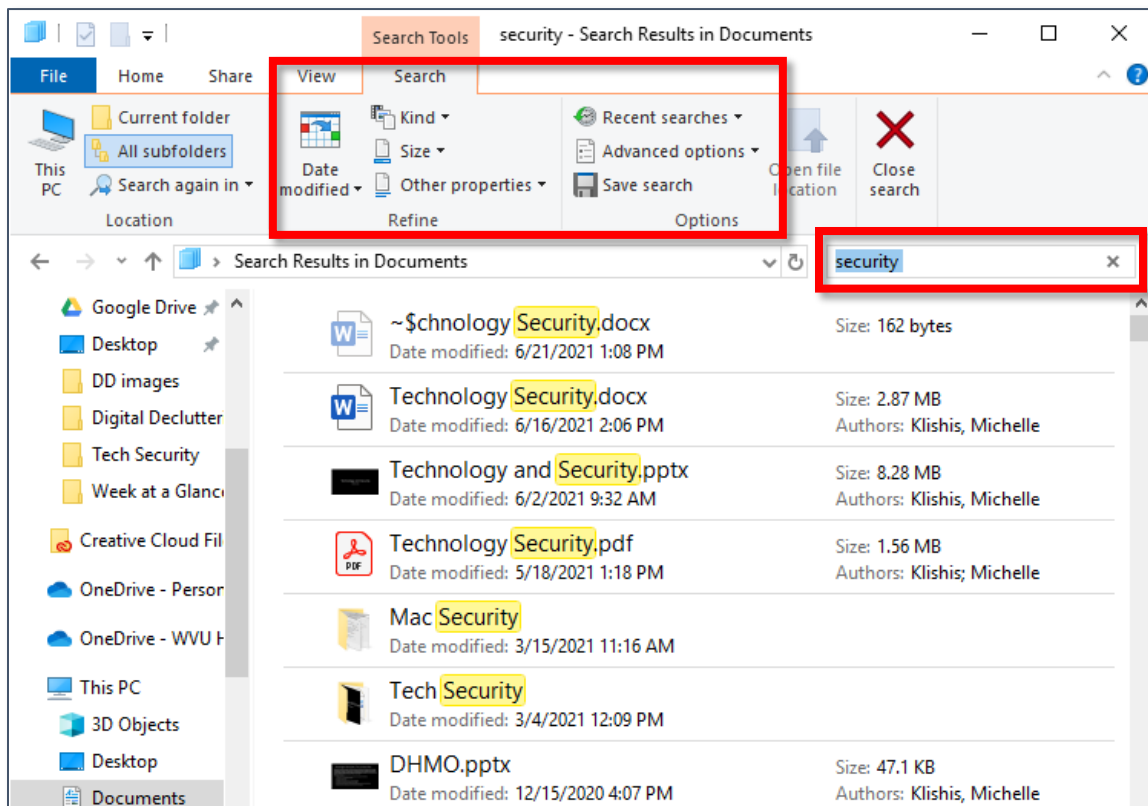 Search Tools security - Search Results in Documents
File Home Share View Search
Current folder
All subfolders
Search again in
This
PC
Location
Date
modified
Kind
Size
Other properties
Refine
Recent searches
Advanced options
Save search
Options
Open file
location
Close
search
Search Results in Documents
security
Google Drive
Desktop
DD images
Digital Declutter
Tech Security
Week at a Glance
Creative Cloud Fil
OneDrive - Person
OneDrive - WVU H
This PC
3D Objects
Desktop
Documents
~$chnology Security.docx
Date modified: 6/21/2021 1:08 PM
Size: 162 bytes
Technology Security.docx
Date modified: 6/16/2021 2:06 PM
Size: 2.87 MB
Authors: Klishis, Michelle
Technology and Security.pptx
Date modified: 6/2/2021 9:32 AM
Size: 8.28 MB
Authors: Klishis, Michelle
PDF
Technology Security.pdf
Date modified: 5/18/2021 1:18 PM
Size: 1.56 MB
Authors: Klishis; Michelle
Mac Security
Date modified: 3/15/2021 11:16 AM
Tech Security
Date modified: 3/4/2021 12:09 PM
DHMO.pptx
Date modified: 12/15/2020 4:07 PM
Size: 47.1 KB
Authors: Klishis, Michelle